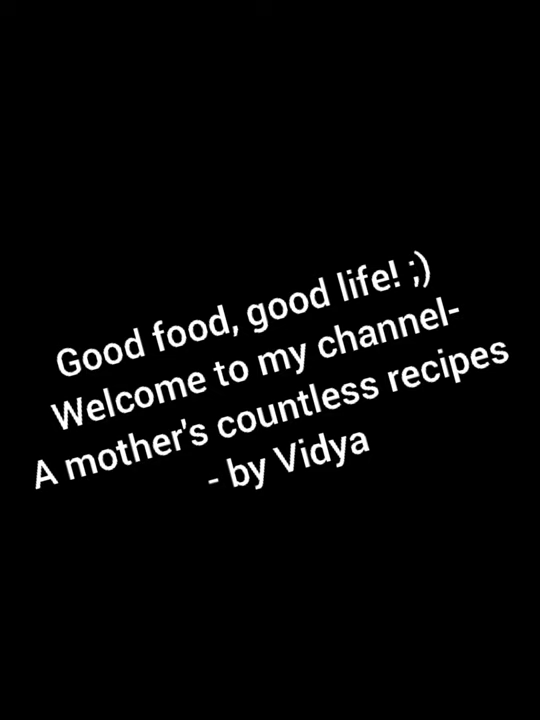 Good food, good life! ;)
Welcome to my channel-
A mother's countless recipes
- by Vidya